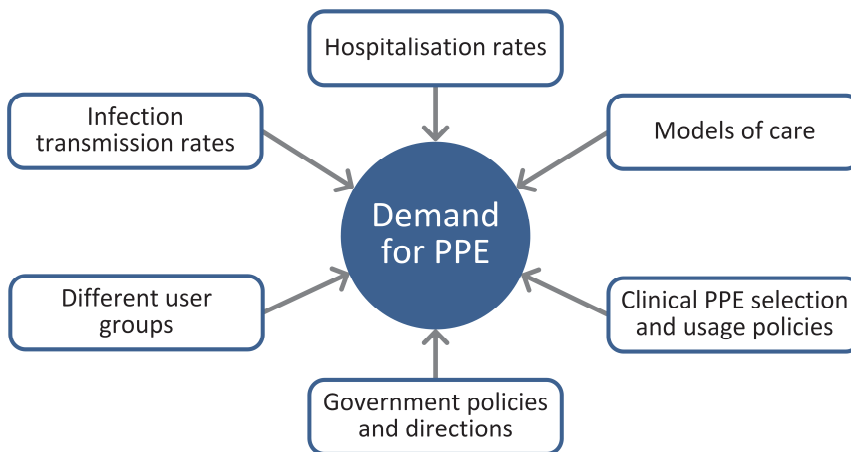 Hospitalisation rates
Infection
transmission rates
Models of care
Demand
for PPE
Different user
groups
Clinical PPE selection
and usage policies
Government policies
and directions